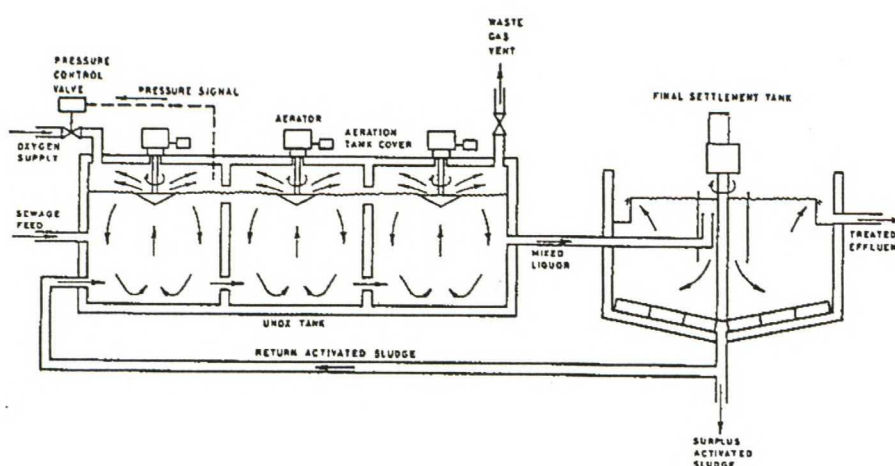 WASTE
GAS
VENT
PRESSURE
CONTROL
VALVE
PRESSURE SIGNAL
FINAL SETTLEMENT TANK
AERATOR
AERATION
TANK COVER
OXYGEN
SUPPLY
SEWAGE
FEED
TREATED
EFFLUEN
MIXED
LIQUOR
UNOX TANK
RETURN ACTIVATED SLUDGE
SURPLUS
ACTIVATED
SLUDGE